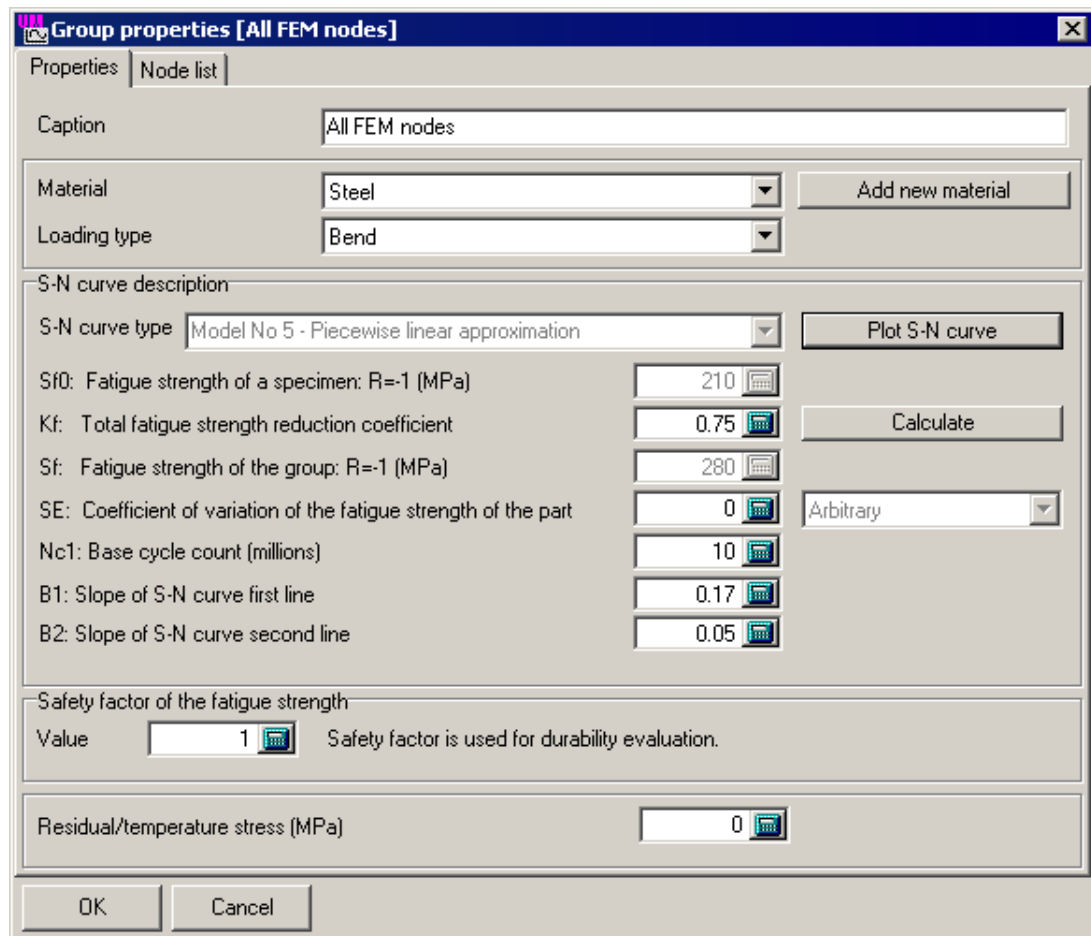 Group properties [All FEM nodes]
Properties Node list
Caption All FEM nodes
Material Steel Add new material
Loading type Bend
S-N curve description
S-N curve type Model No 5 - Piecewise linear approximation Plot S-N curve
Sf0: Fatigue strength of a specimen: R=-1 (MPa) 210
Kf: Total fatigue strength reduction coefficient 0.75 Calculate
Sf: Fatigue strength of the group: R=-1 (MPa) 280
SE: Coefficient of variation of the fatigue strength of the part 0 Arbitrary
Nc1: Base cycle count (millions) 10
B1: Slope of S-N curve first line 0.17
B2: Slope of S-N curve second line 0.05
Safety factor of the fatigue strength
Value 1 Safety factor is used for durability evaluation.
Residual/temperature stress (MPa) 0
OK Cancel